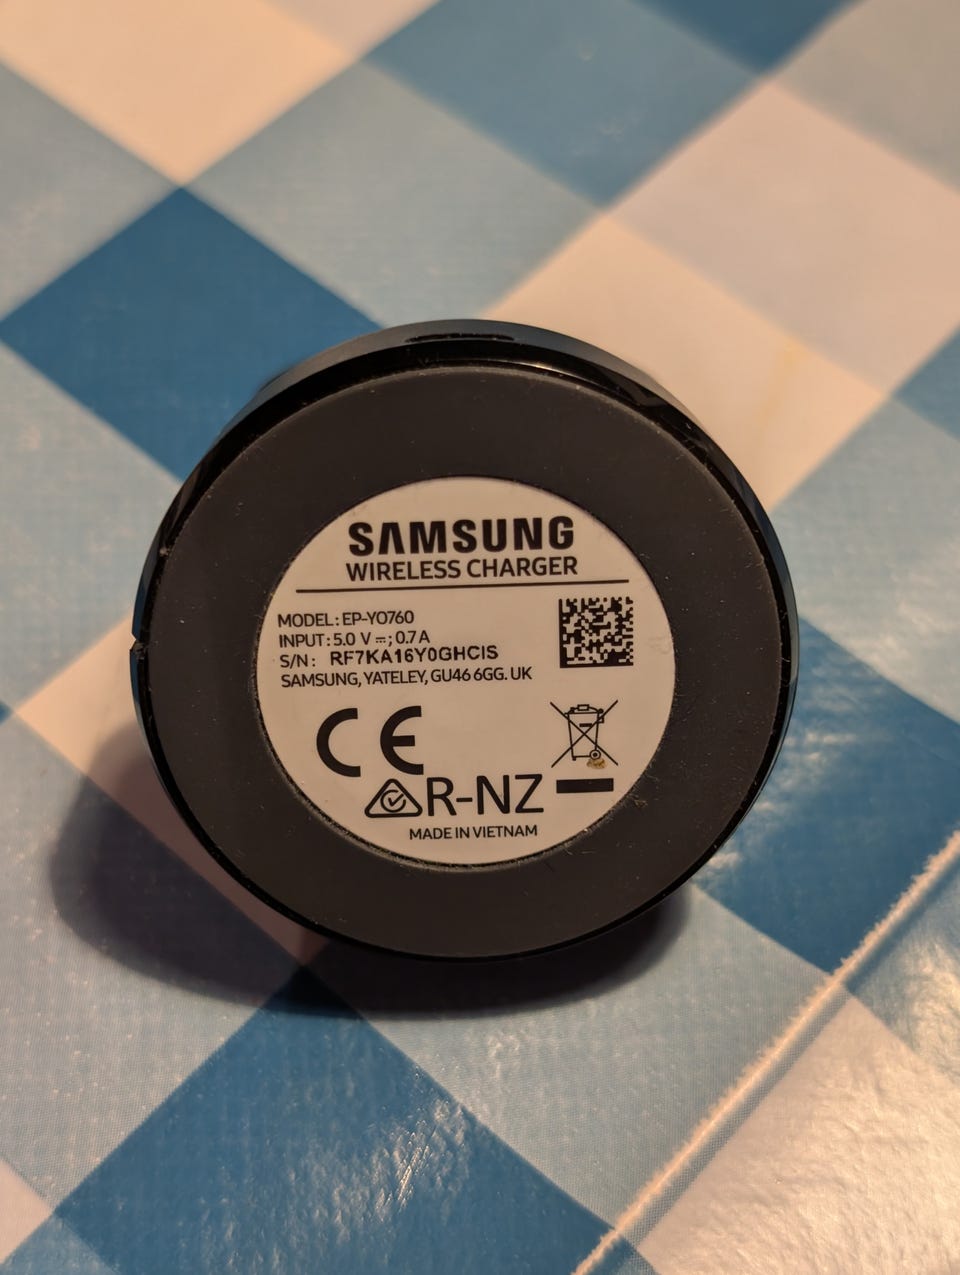 SAMSUNG
WIRELESS CHARGER
MODEL: EP-YO760
INPUT: 5.0 V ⎓; 0.7 A
S/N: RF7KA16Y0GHCIS
SAMSUNG, YATELEY, GU46 6GG. UK
CE
R-NZ
MADE IN VIETNAM